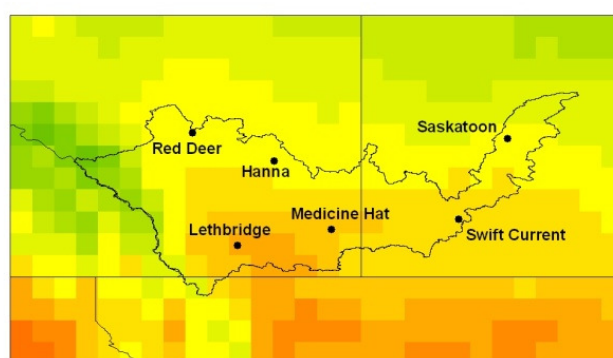 Saskatoon
Red Deer
Hanna
Medicine Hat
Lethbridge
Swift Current